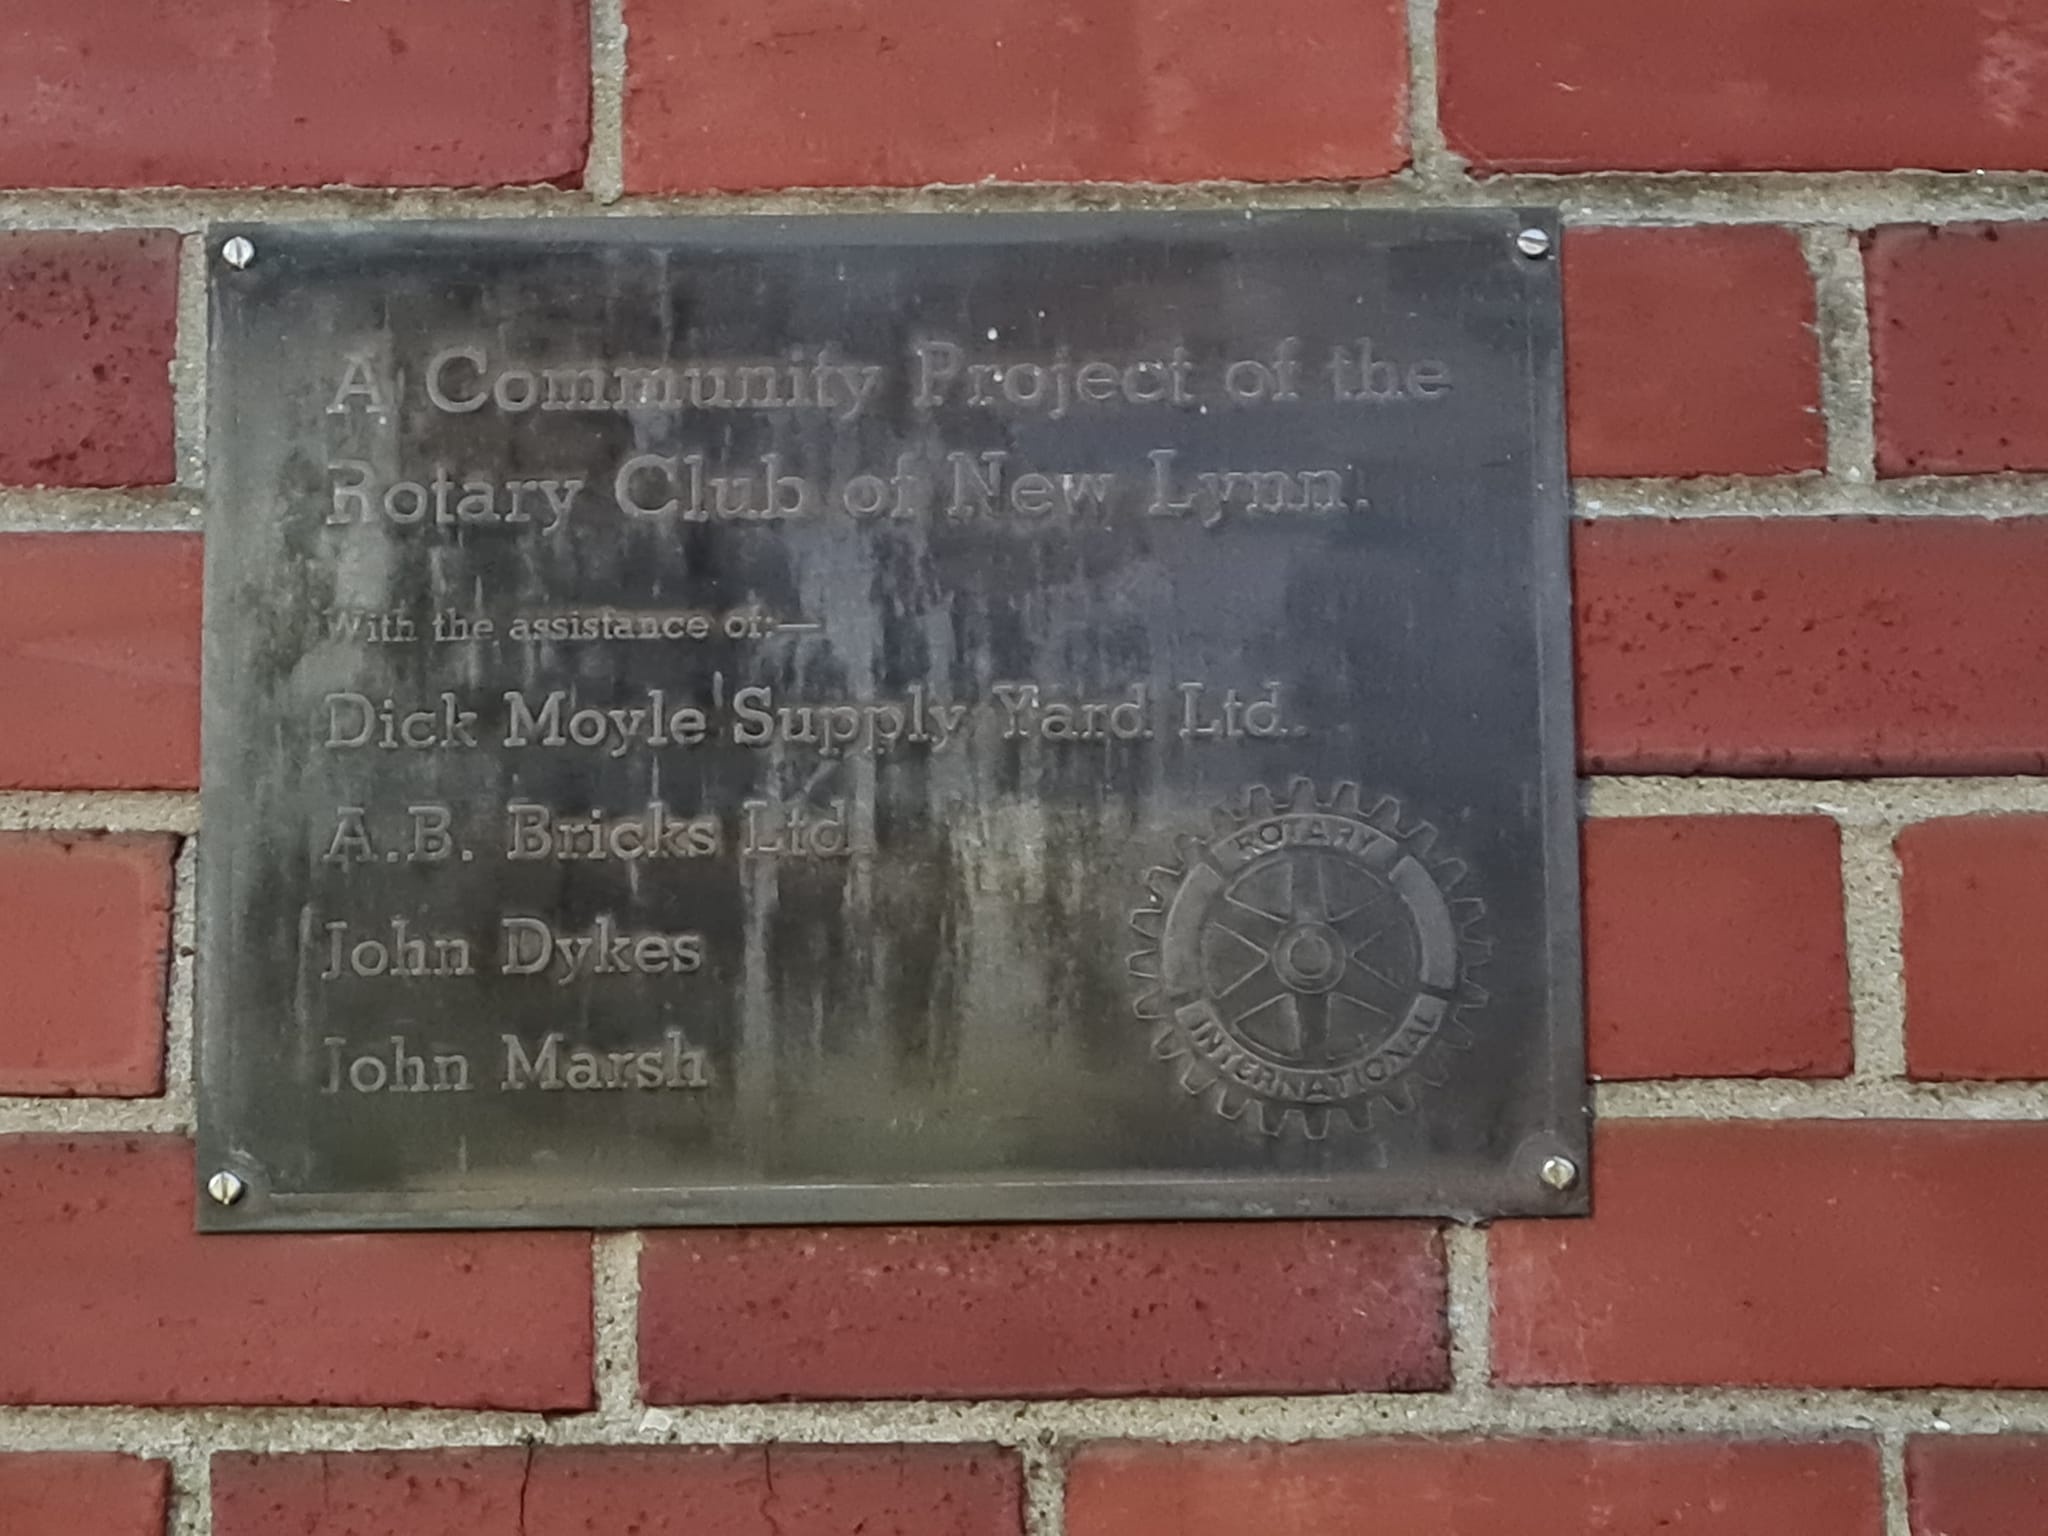 A Community Project of the
Rotary Club of New Lynn.
With the assistance of:—
Dick Moyle Supply Yard Ltd.
A.B. Bricks Ltd.
John Dykes
John Marsh
ROTARY
INTERNATIONAL